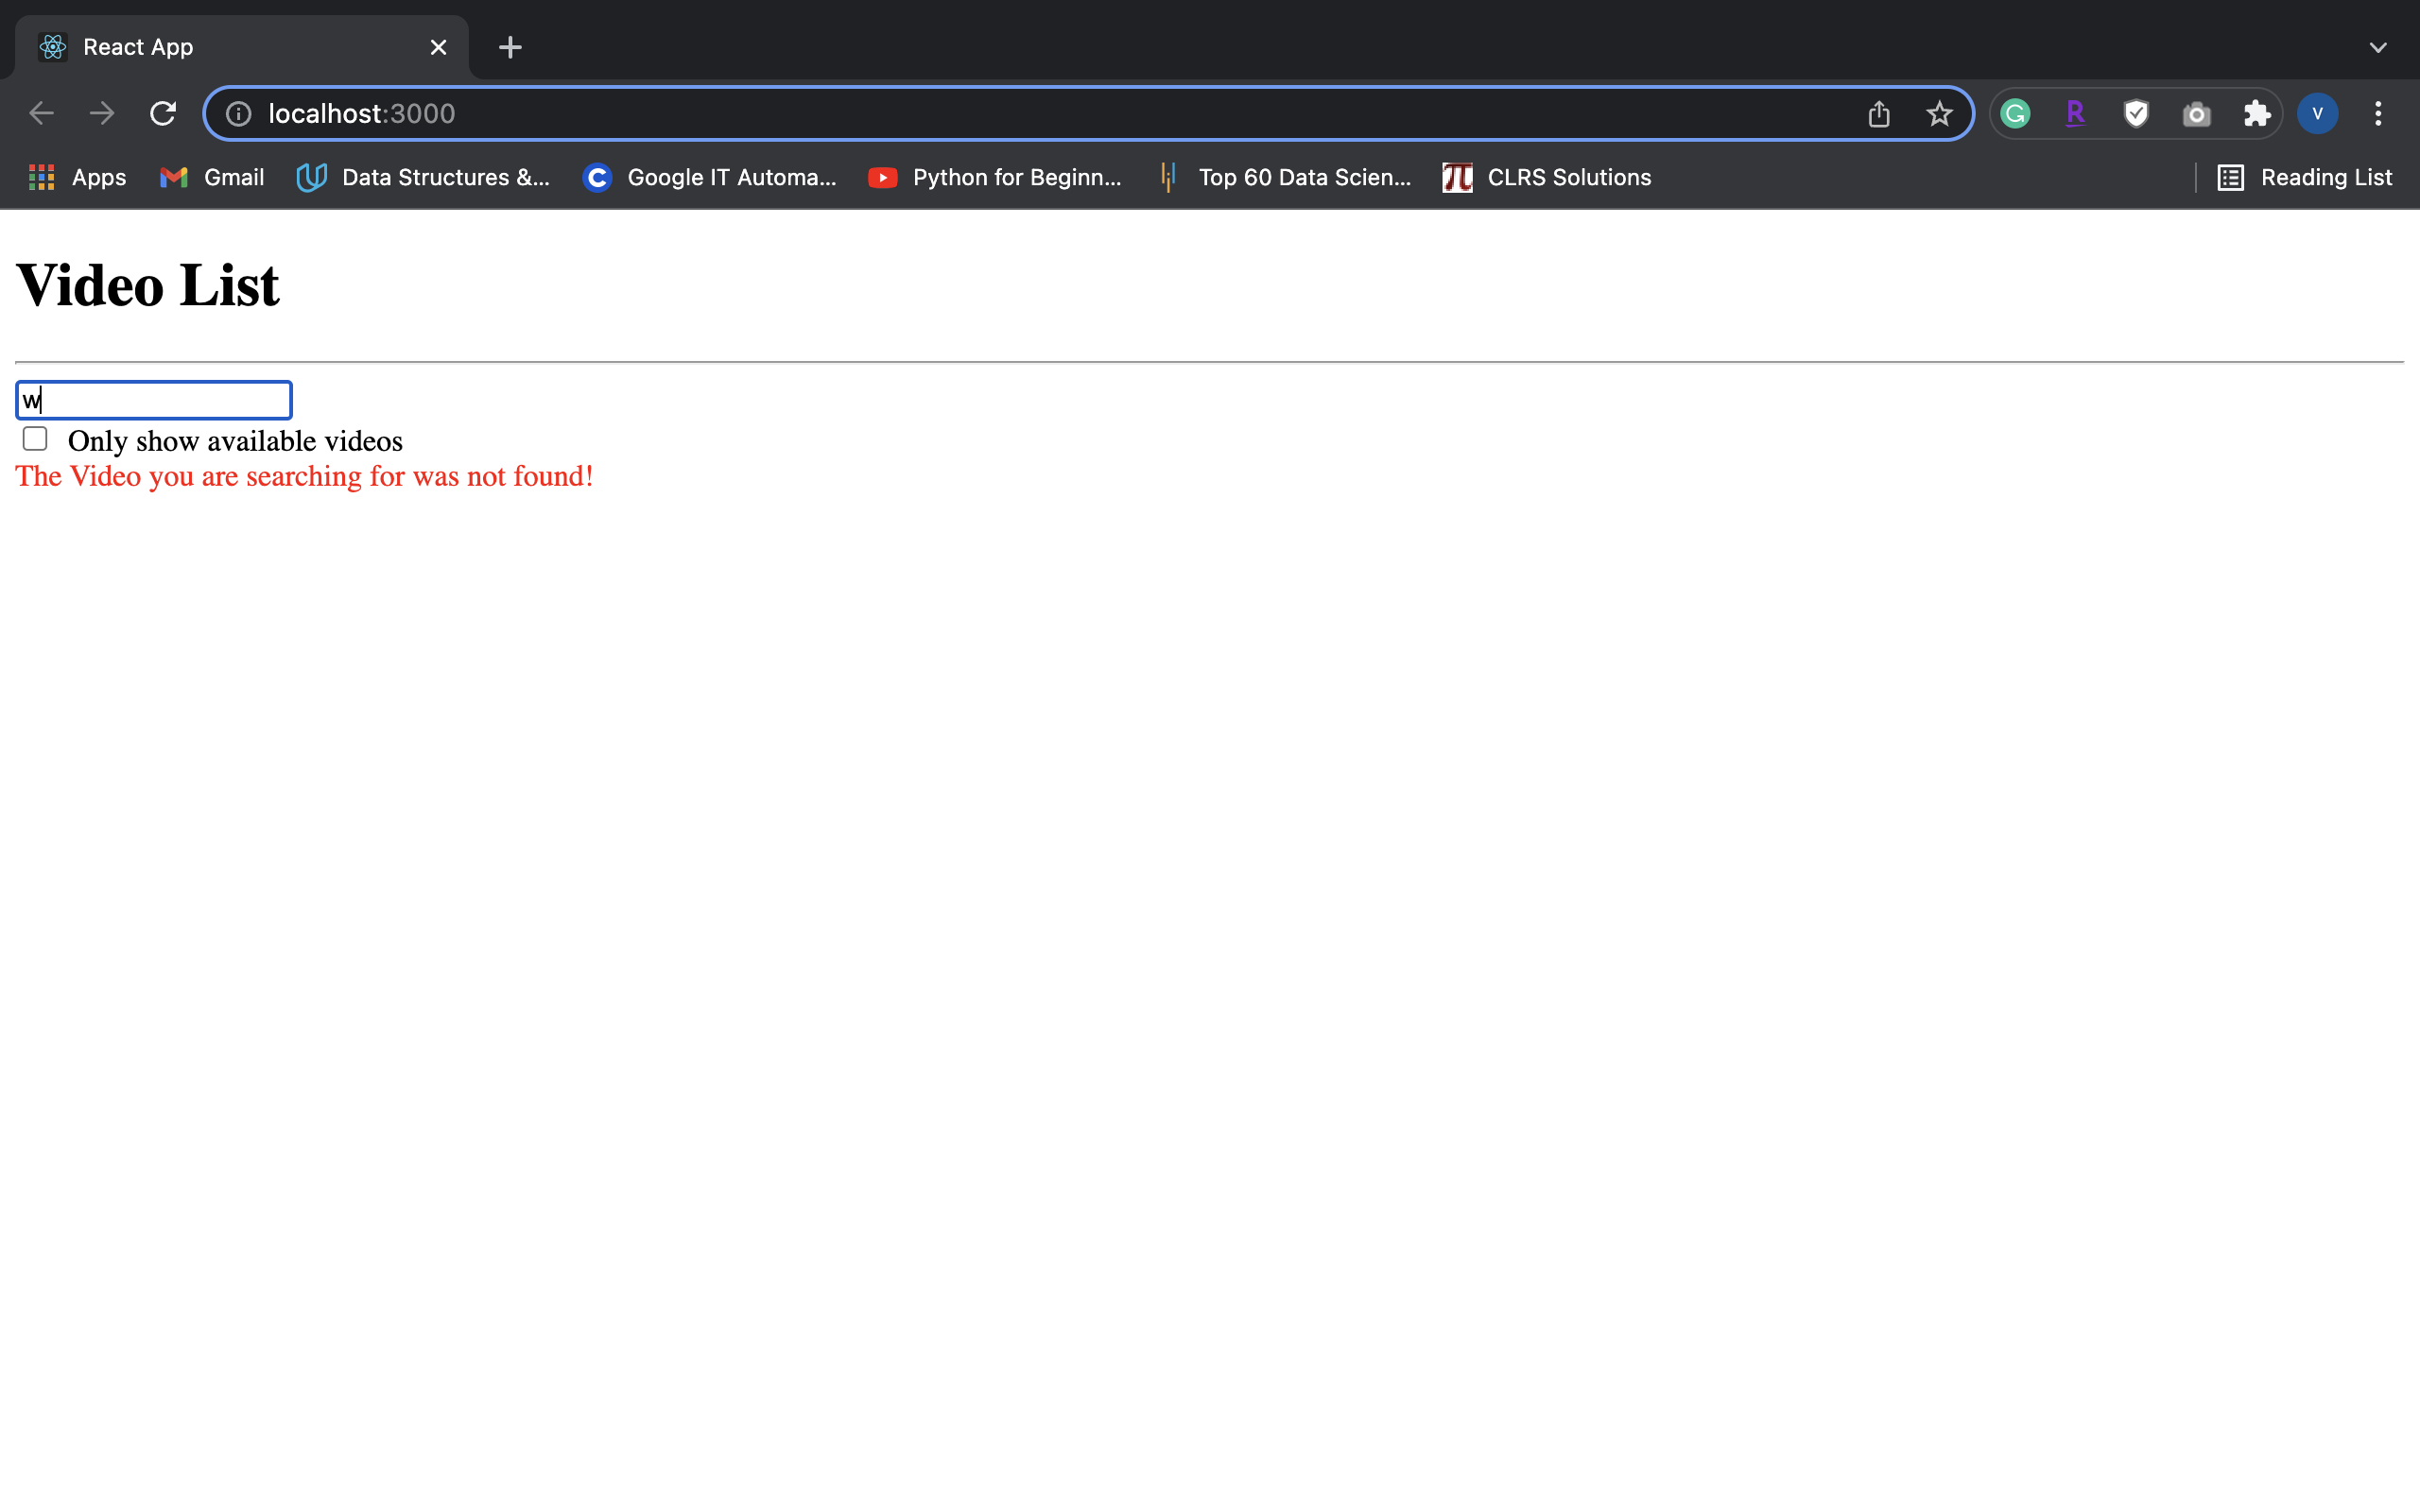 React App
localhost:3000
V
Apps Gmail Data Structures &... Google IT Automa... Python for Beginn... Top 60 Data Scien... CLRS Solutions Reading List
Video List
w
Only show available videos
The Video you are searching for was not found!